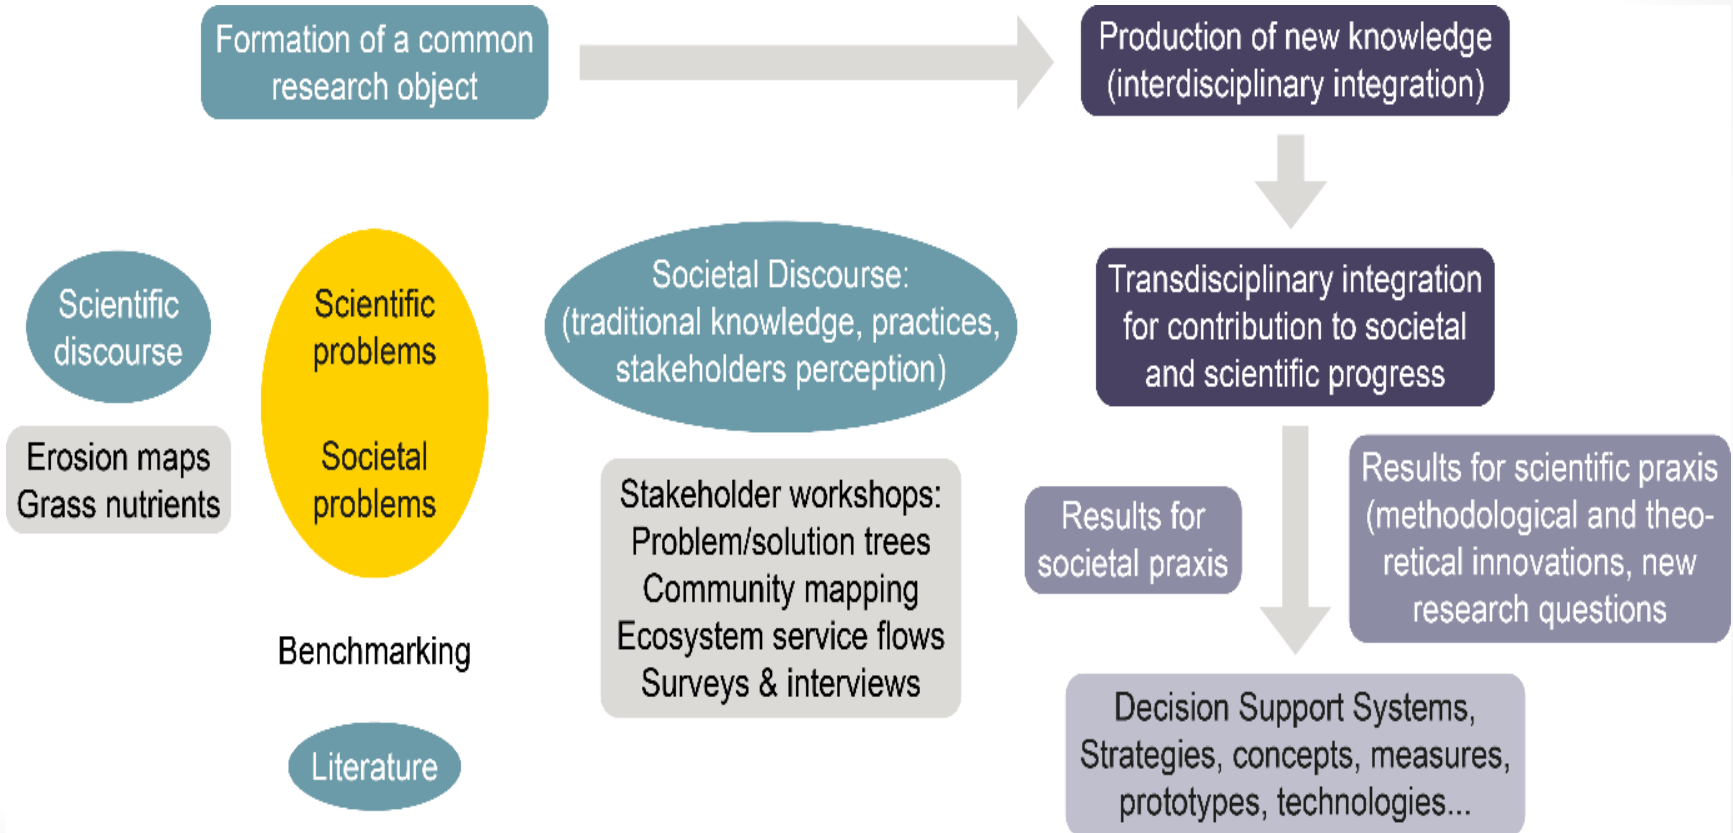 Formation of a common
research object
Production of new knowledge
(interdisciplinary integration)
Scientific
discourse
Erosion maps
Grass nutrients
Scientific
problems
Societal
problems
Benchmarking
Literature
Societal Discourse:
(traditional knowledge, practices,
stakeholders perception)
Stakeholder workshops:
Problem/solution trees
Community mapping
Ecosystem service flows
Surveys & interviews
Transdisciplinary integration
for contribution to societal
and scientific progress
Results for
societal praxis
Results for scientific praxis
(methodological and theo-
retical innovations, new
research questions
Decision Support Systems,
Strategies, concepts, measures,
prototypes, technologies...